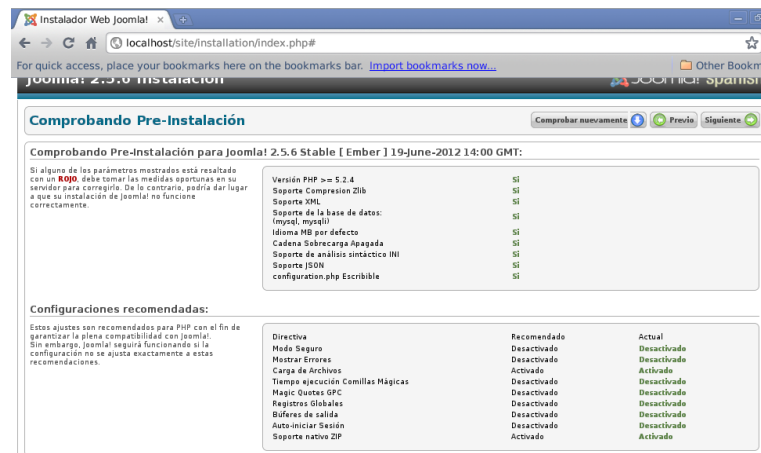 Instalador Web Joomla!
localhost/site/installation/index.php#
For quick access, place your bookmarks here on the bookmarks bar. Import bookmarks now...
Other Bookm
Joomla! 2.5.6 Instalación
Joomla! Spanish
Comprobando Pre-Instalación
Comprobar nuevamente
Previo
Siguiente
Comprobando Pre-Instalación para Joomla! 2.5.6 Stable [ Ember ] 19-June-2012 14:00 GMT:
Si alguno de los parámetros mostrados está resaltado
con un ROJO, debe tomar las medidas oportunas en su
servidor para corregirlo. De lo contrario, podría dar lugar
a que su instalación de Joomla! no funcione
correctamente.
Versión PHP >= 5.2.4 Sí
Soporte Compresion Zlib Sí
Soporte XML Sí
Soporte de la base de datos:
(mysql, mysqli) Sí
Idioma MB por defecto Sí
Cadena Sobrecarga Apagada Sí
Soporte de análisis sintáctico INI Sí
Soporte JSON Sí
configuration.php Escribible Sí
Configuraciones recomendadas:
Estos ajustes son recomendados para PHP con el fin de
garantizar la plena compatibilidad con Joomla!.
Sin embargo, Joomla! seguirá funcionando si la
configuración no se ajusta exactamente a estas
recomendaciones.
Directiva Recomendado Actual
Modo Seguro Desactivado Desactivado
Mostrar Errores Desactivado Desactivado
Carga de Archivos Activado Activado
Tiempo ejecución Comillas Mágicas Desactivado Desactivado
Magic Quotes GPC Desactivado Desactivado
Registros Globales Desactivado Desactivado
Búferes de salida Desactivado Desactivado
Auto-iniciar Sesión Desactivado Desactivado
Soporte nativo ZIP Activado Activado